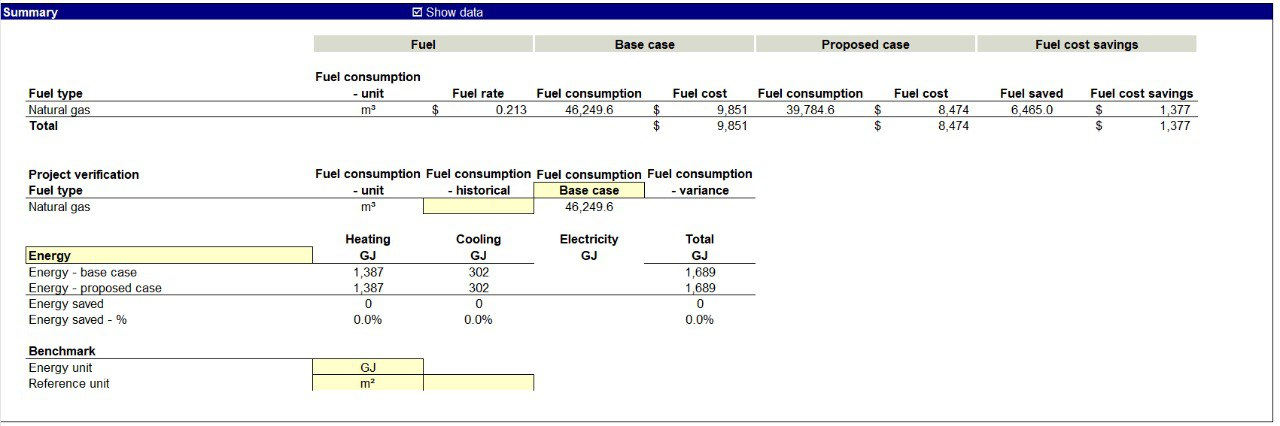 Summary ☑ Show data
Fuel Base case Proposed case Fuel cost savings
Fuel consumption
Fuel type - unit Fuel rate Fuel consumption Fuel cost Fuel consumption Fuel cost Fuel saved Fuel cost savings
Natural gas m³ $ 0.213 46,249.6 $ 9,851 39,784.6 $ 8,474 6,465.0 $ 1,377
Total $ 9,851 $ 8,474 $ 1,377
Project verification Fuel consumption Fuel consumption Fuel consumption Fuel consumption
Fuel type - unit - historical Base case - variance
Natural gas m³ 46,249.6
Heating Cooling Electricity Total
Energy GJ GJ GJ GJ
Energy - base case 1,387 302 1,689
Energy - proposed case 1,387 302 1,689
Energy saved 0 0 0
Energy saved - % 0.0% 0.0% 0.0%
Benchmark
Energy unit GJ
Reference unit m²